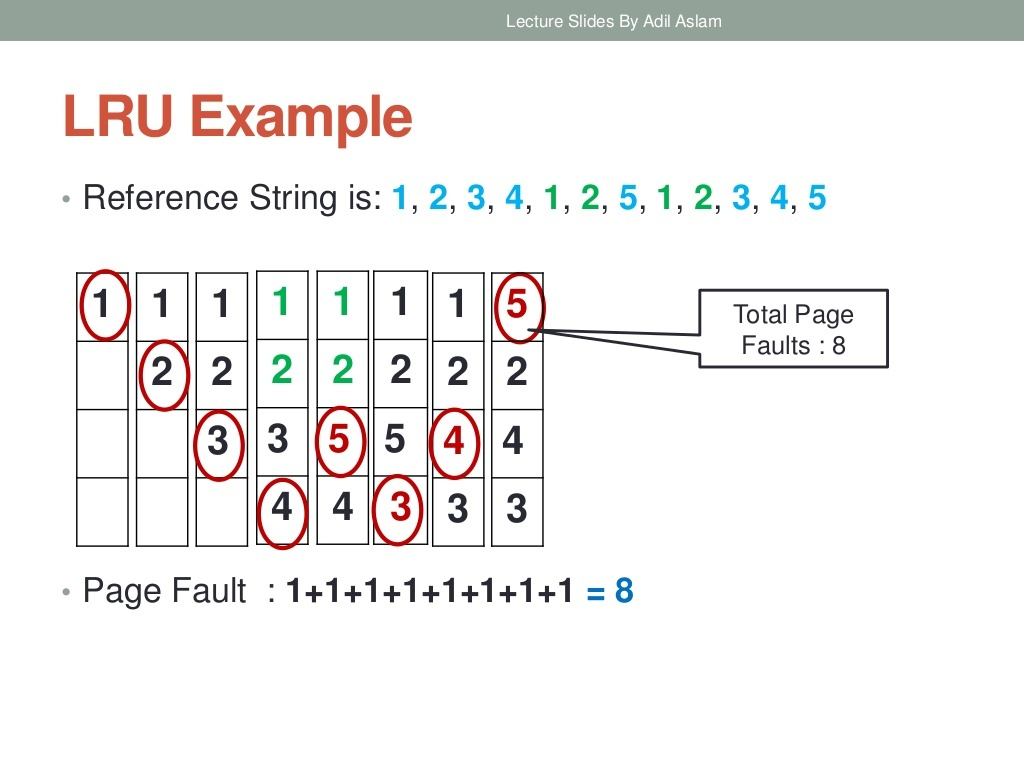 Lecture Slides By Adil Aslam
LRU Example
• Reference String is: 1, 2, 3, 4, 1, 2, 5, 1, 2, 3, 4, 5
1 1 1 1 1 1 1 5
2 2 2 2 2 2 2
3 3 5 5 4 4
4 4 3 3 3
Total Page
Faults : 8
• Page Fault : 1+1+1+1+1+1+1+1 = 8